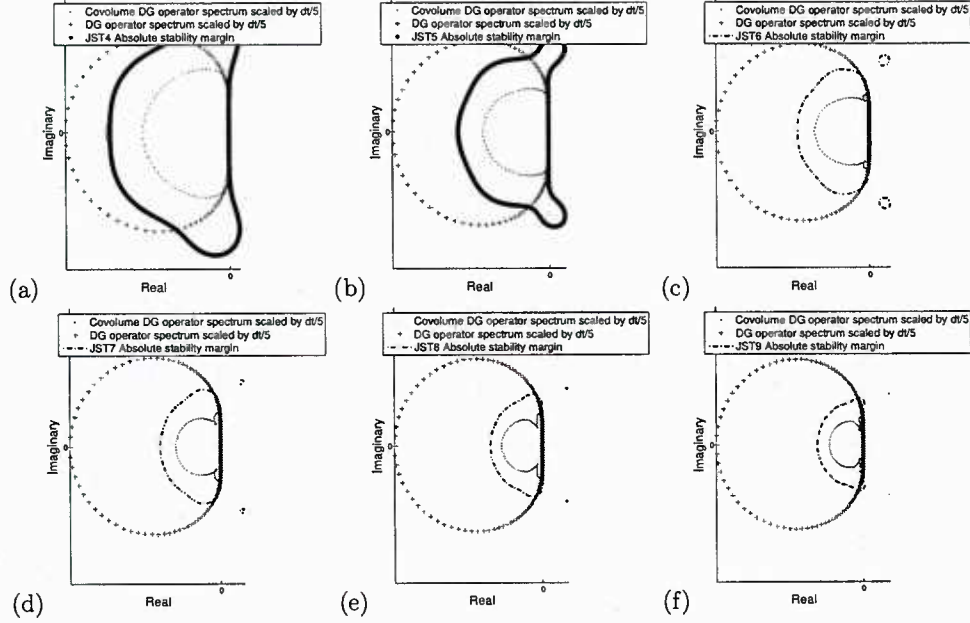 Covolume DG operator spectrum scaled by dt/5
DG operator spectrum scaled by dt/5
JST4 Absolute stability margin
Imaginary
0
0
Real
(a)
Covolume DG operator spectrum scaled by dt/5
DG operator spectrum scaled by dt/5
JST5 Absolute stability margin
Imaginary
0
0
Real
(b)
Covolume DG operator spectrum scaled by dt/5
DG operator spectrum scaled by dt/5
JST6 Absolute stability margin
Imaginary
0
0
Real
(c)
Covolume DG operator spectrum scaled by dt/5
DG operator spectrum scaled by dt/5
JST7 Absolute stability margin
Imaginary
0
0
Real
(d)
Covolume DG operator spectrum scaled by dt/5
DG operator spectrum scaled by dt/5
JST8 Absolute stability margin
Imaginary
0
0
Real
(e)
Covolume DG operator spectrum scaled by dt/5
DG operator spectrum scaled by dt/5
JST9 Absolute stability margin
Imaginary
0
0
Real
(f)